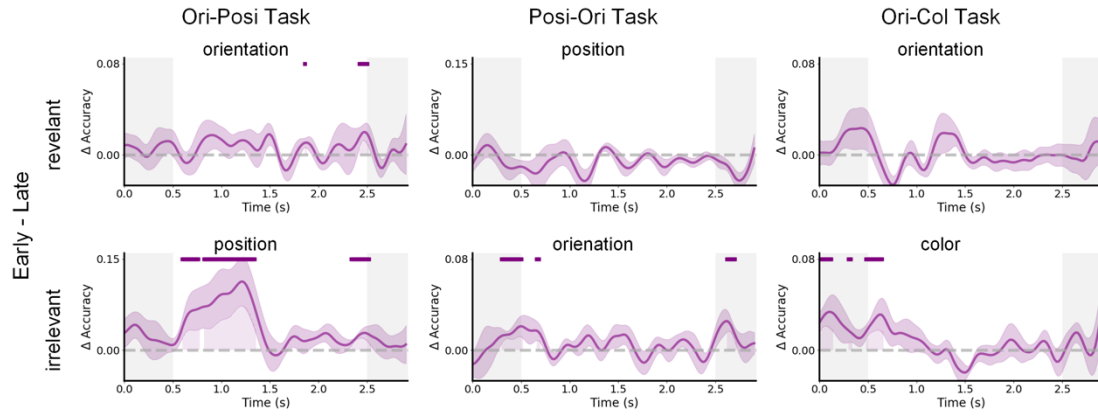 Ori-Posi Task
Posi-Ori Task
Ori-Col Task
Early - Late
revelant
orientation
0.08
0.00
Δ Accuracy
0.0 0.5 1.0 1.5 2.0 2.5
Time (s)
position
0.15
0.00
Δ Accuracy
0.0 0.5 1.0 1.5 2.0 2.5
Time (s)
orientation
0.08
0.00
Δ Accuracy
0.0 0.5 1.0 1.5 2.0 2.5
Time (s)
irrelevant
position
0.15
0.00
Δ Accuracy
0.0 0.5 1.0 1.5 2.0 2.5
Time (s)
orienation
0.08
0.00
Δ Accuracy
0.0 0.5 1.0 1.5 2.0 2.5
Time (s)
color
0.08
0.00
Δ Accuracy
0.0 0.5 1.0 1.5 2.0 2.5
Time (s)